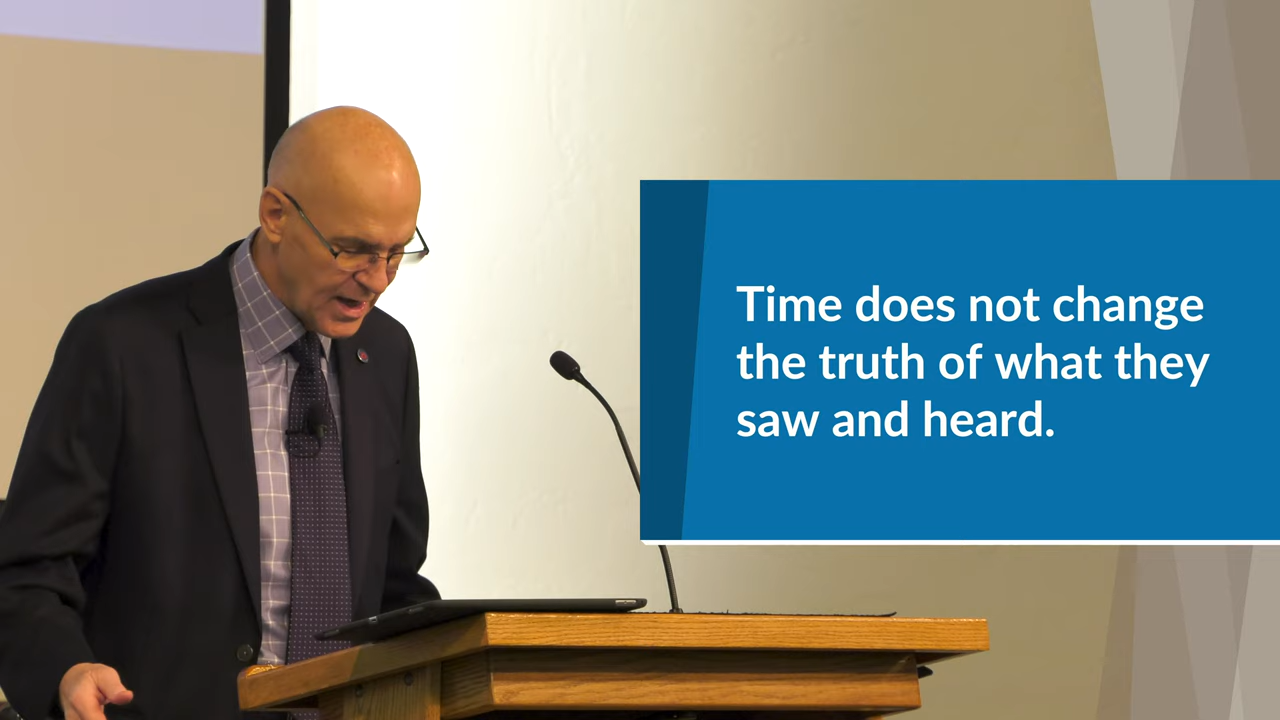 Time does not change
the truth of what they
saw and heard.